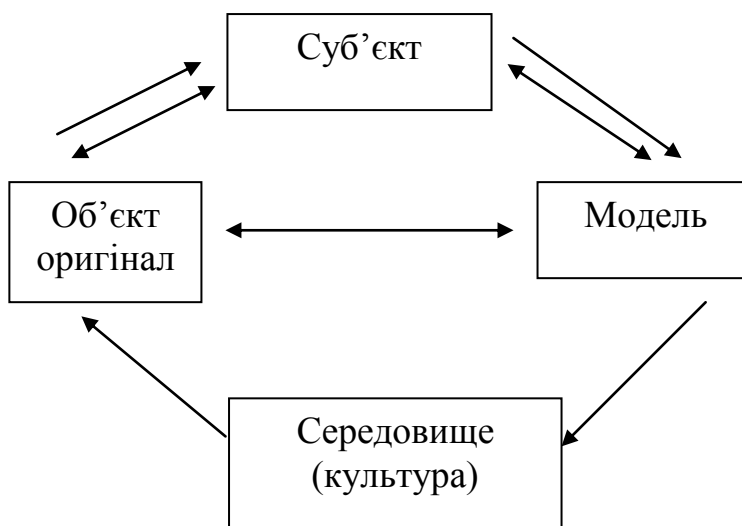 Суб’єкт
Об’єкт
оригінал
Модель
Середовище
(культура)